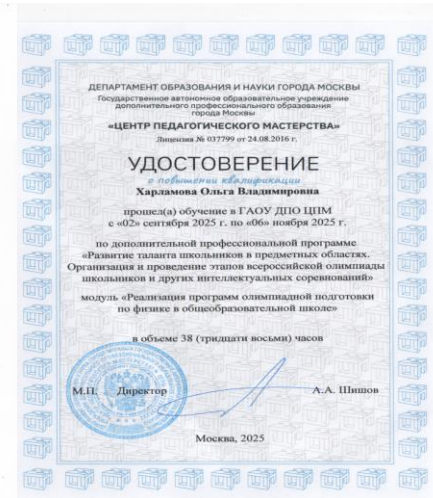 ДЕПАРТАМЕНТ ОБРАЗОВАНИЯ И НАУКИ ГОРОДА МОСКВЫ
Государственное автономное образовательное учреждение
дополнительного профессионального образования
города Москвы
«ЦЕНТР ПЕДАГОГИЧЕСКОГО МАСТЕРСТВА»
Лицензия № 037799 от 24.08.2016 г.
УДОСТОВЕРЕНИЕ
о повышении квалификации
Харламова Ольга Владимировна
прошел(а) обучение в ГАОУ ДПО ЦПМ
с «02» сентября 2025 г. по «06» ноября 2025 г.
по дополнительной профессиональной программе
«Развитие таланта школьников в предметных областях.
Организация и проведение этапов всероссийской олимпиады
школьников и других интеллектуальных соревнований»
модуль «Реализация программ олимпиадной подготовки
по физике в общеобразовательной школе»
в объеме 38 (тридцати восьми) часов
М.П. Директор А.А. Шишов
Москва, 2025